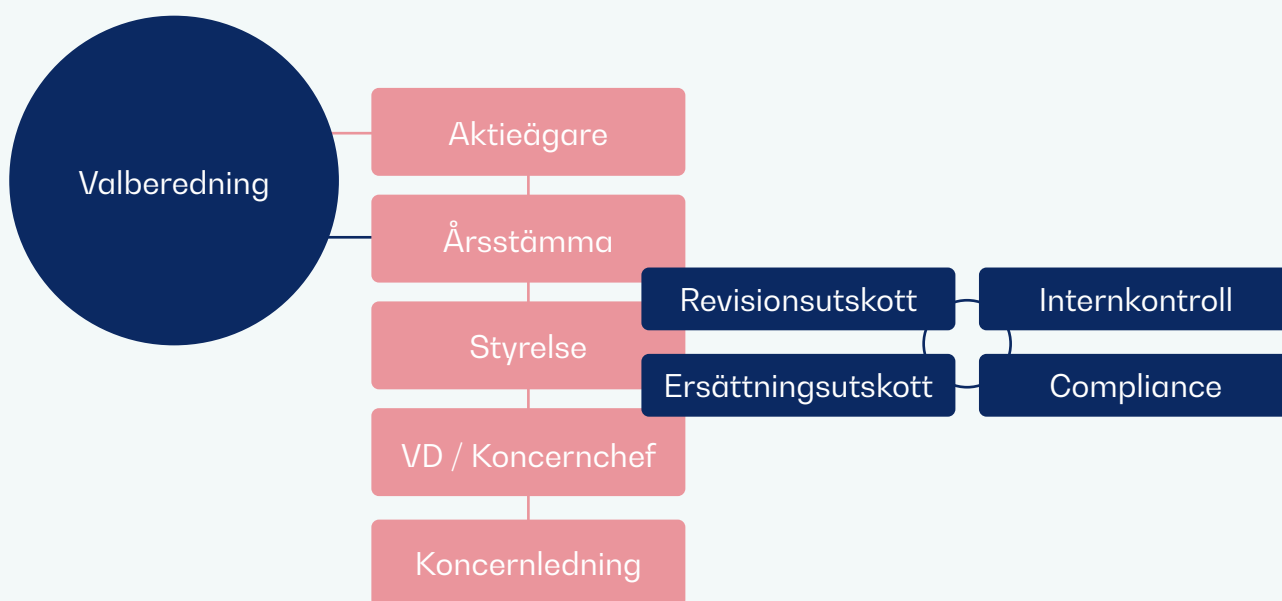 Valberedning
Aktieägare
Årsstämma
Styrelse
VD / Koncernchef
Koncernledning
Revisionsutskott
Internkontroll
Ersättningsutskott
Compliance